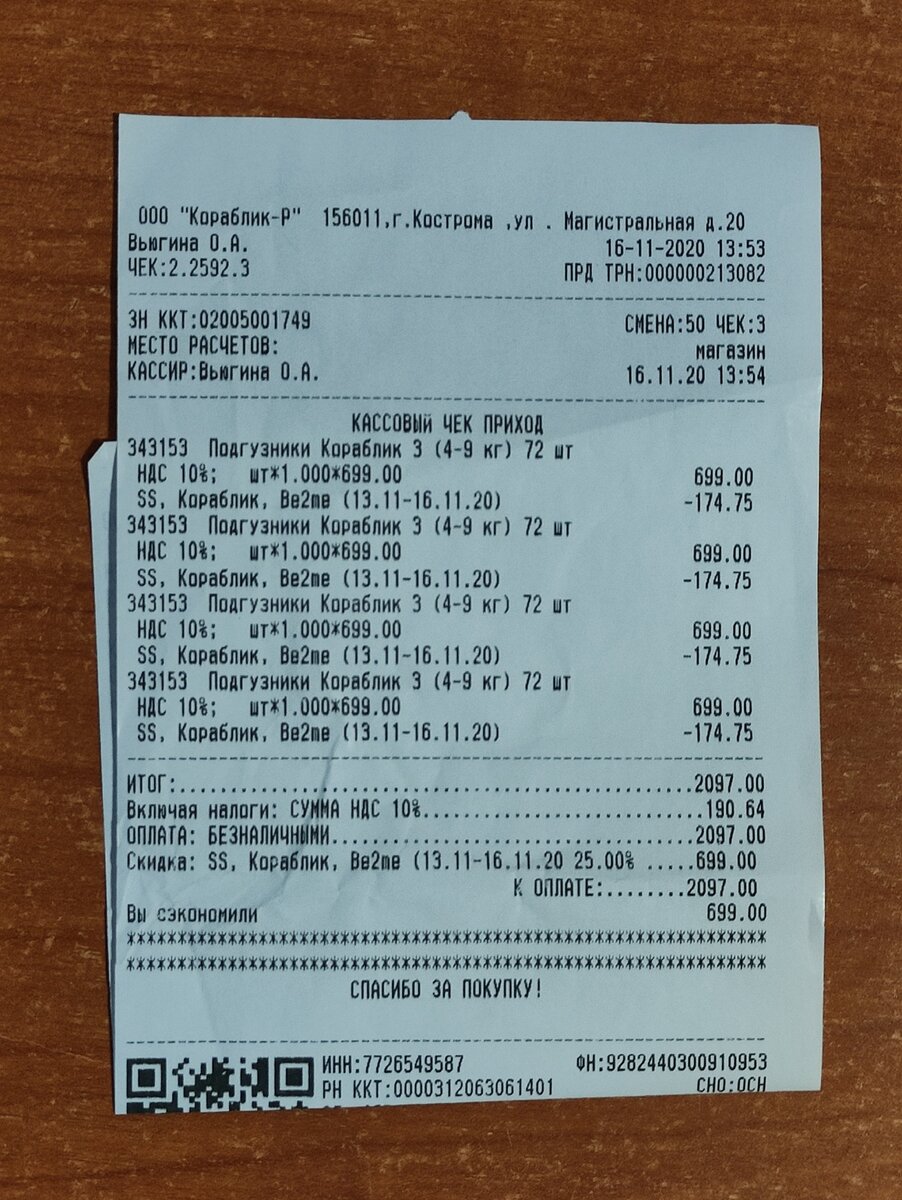 ООО "Кораблик-Р" 156011,г.Кострома ,ул . Магистральная д.20
Вьюгина О.А. 16-11-2020 13:53
ЧЕК:2.2592.3 ПРД ТРН:000000213082
ЗН ККТ:02005001749 СМЕНА:50 ЧЕК:3
МЕСТО РАСЧЕТОВ: магазин
КАССИР:Вьюгина О.А. 16.11.20 13:54
КАССОВЫЙ ЧЕК ПРИХОД
343153 Подгузники Кораблик 3 (4-9 кг) 72 шт
НДС 10%; шт*1.000*699.00 699.00
SS, Кораблик, Be2me (13.11-16.11.20) -174.75
343153 Подгузники Кораблик 3 (4-9 кг) 72 шт
НДС 10%; шт*1.000*699.00 699.00
SS, Кораблик, Be2me (13.11-16.11.20) -174.75
343153 Подгузники Кораблик 3 (4-9 кг) 72 шт
НДС 10%; шт*1.000*699.00 699.00
SS, Кораблик, Be2me (13.11-16.11.20) -174.75
343153 Подгузники Кораблик 3 (4-9 кг) 72 шт
НДС 10%; шт*1.000*699.00 699.00
SS, Кораблик, Be2me (13.11-16.11.20) -174.75
ИТОГ:..................................................2097.00
Включая налоги: СУММА НДС 10%............................190.64
ОПЛАТА: БЕЗНАЛИЧНЫМИ....................................2097.00
Скидка: SS, Кораблик, Be2me (13.11-16.11.20 25.00% .....699.00
К ОПЛАТЕ:........2097.00
Вы сэкономили 699.00
***************************************************************
***************************************************************
СПАСИБО ЗА ПОКУПКУ!
ИНН:7726549587 ФН:9282440300910953
РН ККТ:0000312063061401 СНО:ОСН